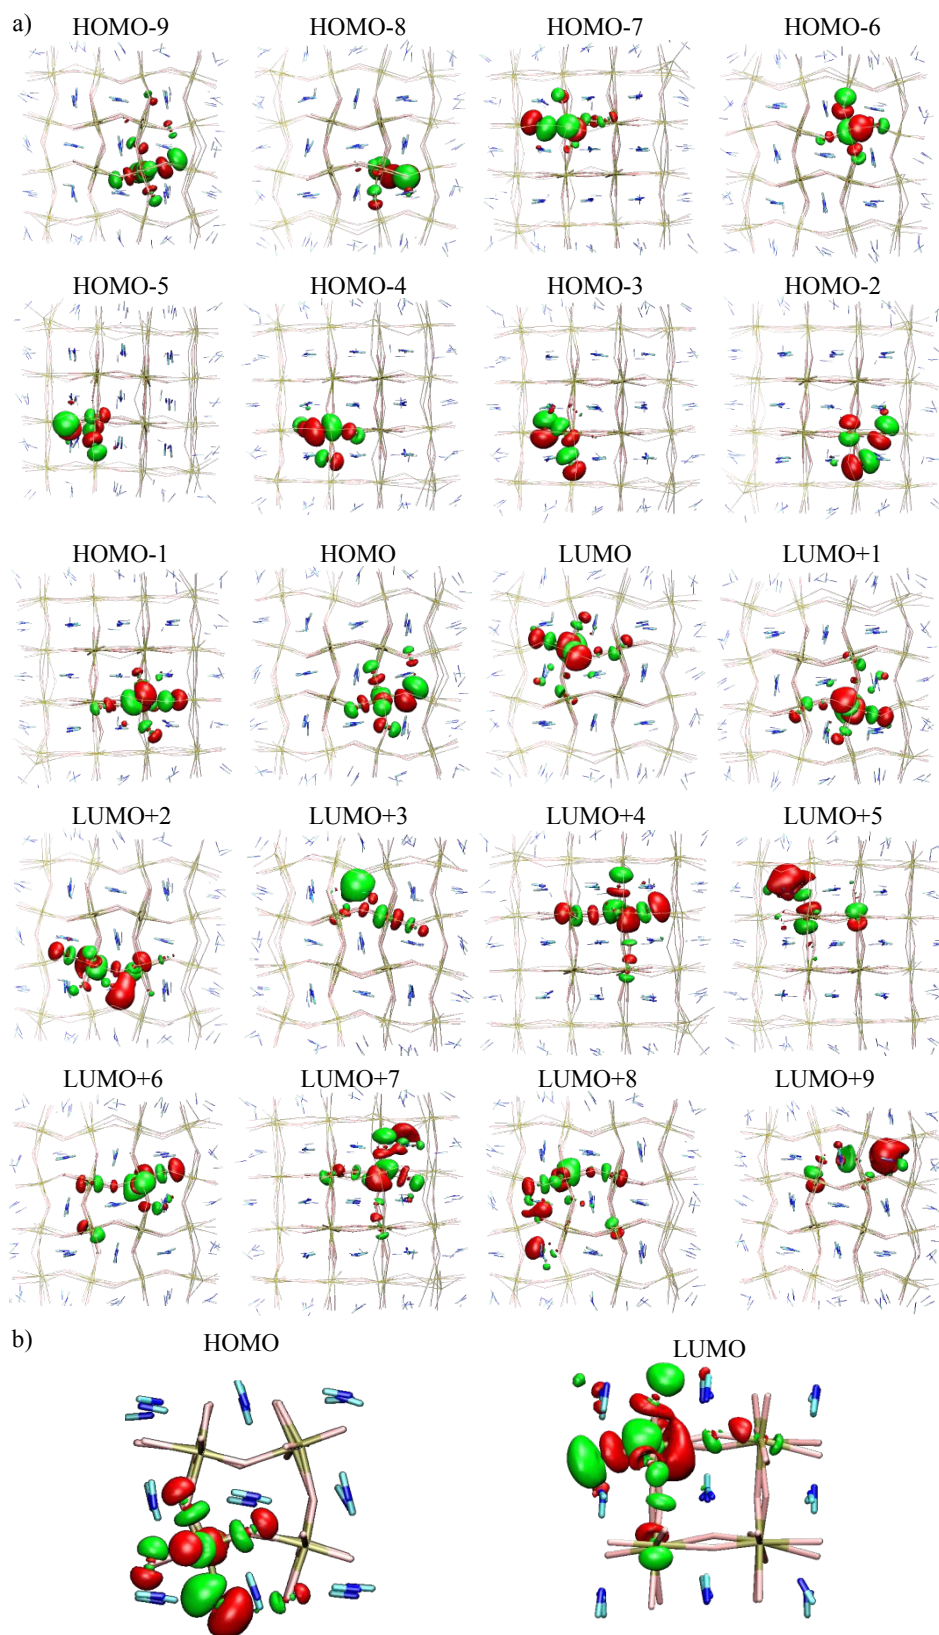 a)
HOMO-9 HOMO-8 HOMO-7 HOMO-6
HOMO-5 HOMO-4 HOMO-3 HOMO-2
HOMO-1 HOMO LUMO LUMO+1
LUMO+2 LUMO+3 LUMO+4 LUMO+5
LUMO+6 LUMO+7 LUMO+8 LUMO+9
b)
HOMO LUMO